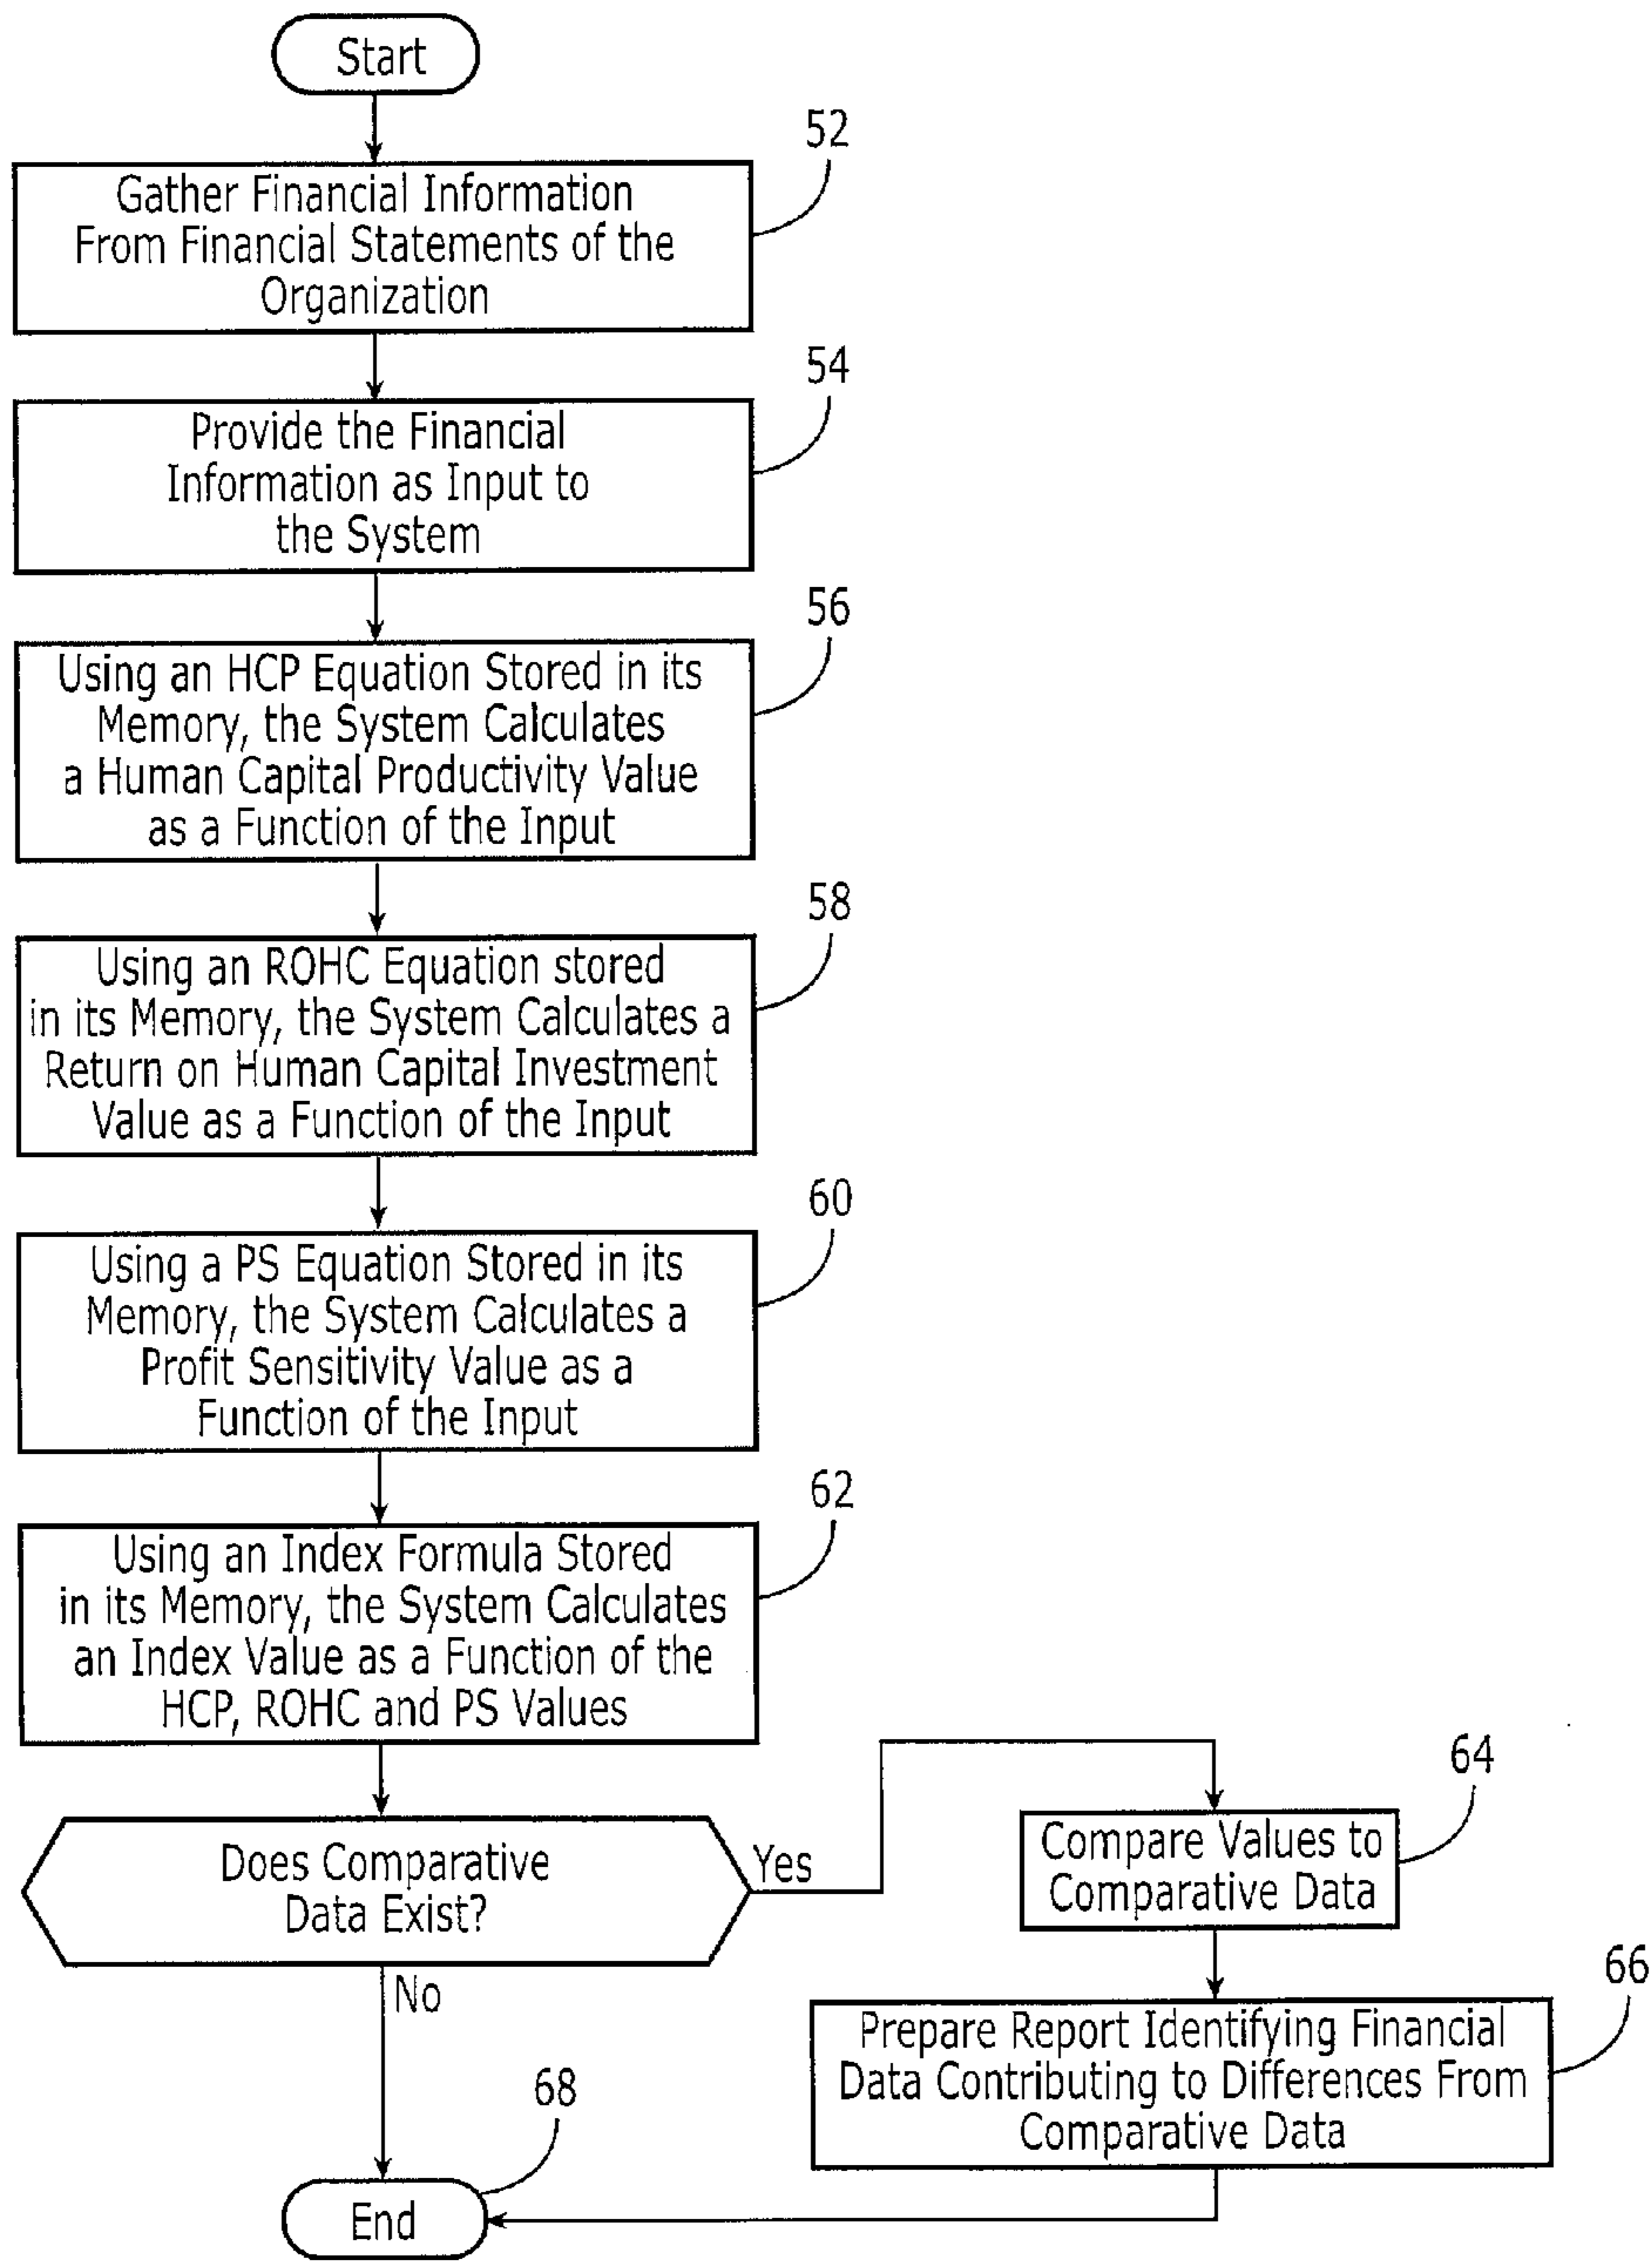 Start
52
Gather Financial Information
From Financial Statements of the
Organization
54
Provide the Financial
Information as Input to
the System
56
Using an HCP Equation Stored in its
Memory, the System Calculates
a Human Capital Productivity Value
as a Function of the Input
58
Using an ROHC Equation stored
in its Memory, the System Calculates a
Return on Human Capital Investment
Value as a Function of the Input
60
Using a PS Equation Stored in its
Memory, the System Calculates a
Profit Sensitivity Value as a
Function of the Input
62
Using an Index Formula Stored
in its Memory, the System Calculates
an Index Value as a Function of the
HCP, ROHC and PS Values
Does Comparative
Data Exist?
Yes
64
Compare Values to
Comparative Data
No
66
Prepare Report Identifying Financial
Data Contributing to Differences From
Comparative Data
68
End